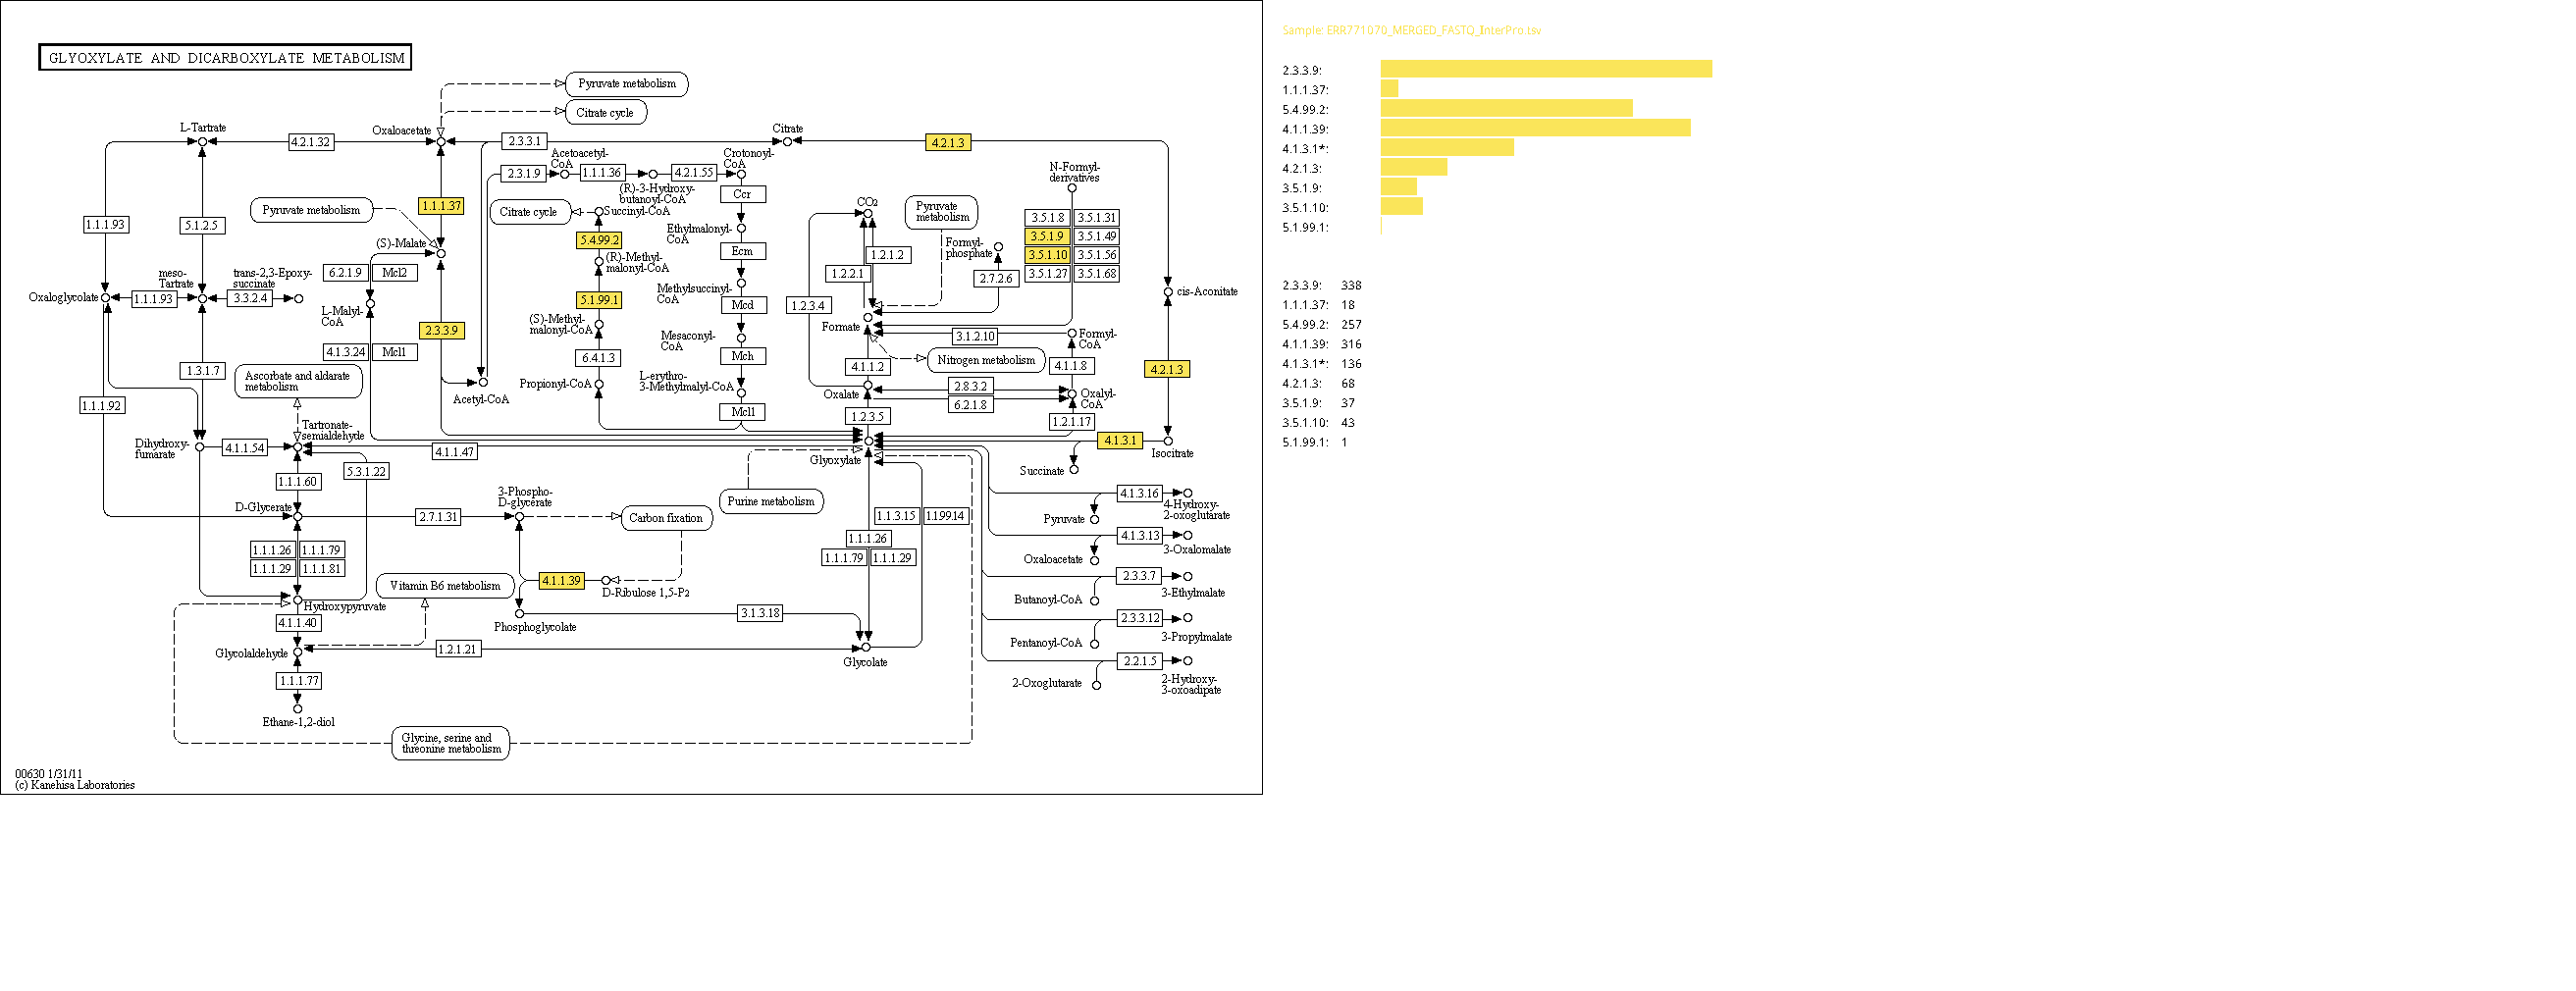 GLYOXYLATE AND DICARBOXYLATE METABOLISM
Pyruvate metabolism
Citrate cycle
L-Tartrate
4.2.1.32
Oxaloacetate
2.3.3.1
Citrate
4.2.1.3
Acetoacetyl-
CoA
Crotonoyl-
CoA
2.3.1.9
1.1.1.36
4.2.1.55
(R)-3-Hydroxy-
butanoyl-CoA
Ccr
N-Formyl-
derivatives
Pyruvate metabolism
1.1.1.37
Citrate cycle
Succinyl-CoA
CO2
Pyruvate
metabolism
3.5.1.8
3.5.1.31
1.1.1.93
5.1.2.5
(S)-Malate
5.4.99.2
Ethylmalonyl-
CoA
3.5.1.9
3.5.1.49
Formyl-
phosphate
1.2.1.2
3.5.1.10
3.5.1.56
Ecm
(R)-Methyl-
malonyl-CoA
6.2.1.9
Mcl2
1.2.2.1
2.7.2.6
3.5.1.27
3.5.1.68
meso-
Tartrate
trans-2,3-Epoxy-
succinate
Oxaloglycolate
1.1.1.93
3.3.2.4
5.1.99.1
Methylsuccinyl-
CoA
Mcd
1.2.3.4
cis-Aconitate
L-Malyl-
CoA
2.3.3.9
(S)-Methyl-
malonyl-CoA
Formate
3.1.2.10
Formyl-
CoA
Mesaconyl-
CoA
4.1.3.24
Mcl1
6.4.1.3
Mch
4.1.1.2
Nitrogen metabolism
4.1.1.8
4.2.1.3
1.3.1.7
Ascorbate and aldarate
metabolism
Propionyl-CoA
L-erythro-
3-Methylmalyl-CoA
Oxalate
2.8.3.2
6.2.1.8
Oxalyl-
CoA
1.1.1.92
Acetyl-CoA
Mcl1
1.2.3.5
1.2.1.17
Dihydroxy-
fumarate
4.1.1.54
Tartronate-
semialdehyde
4.1.1.47
4.1.3.1
Glyoxylate
Succinate
Isocitrate
5.3.1.22
1.1.1.60
3-Phospho-
D-glycerate
Purine metabolism
4.1.3.16
4-Hydroxy-
2-oxoglutarate
D-Glycerate
2.7.1.31
Carbon fixation
1.1.3.15
1.199.14
Pyruvate
1.1.1.26
4.1.3.13
3-Oxalomalate
1.1.1.26
1.1.1.79
1.1.1.79
1.1.1.29
Oxaloacetate
1.1.1.29
1.1.1.81
Vitamin B6 metabolism
4.1.1.39
D-Ribulose 1,5-P2
2.3.3.7
3-Ethylmalate
Butanoyl-CoA
Hydroxypyruvate
3.1.3.18
4.1.1.40
Phosphoglycolate
2.3.3.12
3-Propylmalate
Pentanoyl-CoA
Glycolaldehyde
1.2.1.21
Glycolate
2.2.1.5
2-Hydroxy-
3-oxoadipate
2-Oxoglutarate
1.1.1.77
Ethane-1,2-diol
Glycine, serine and
threonine metabolism
00630 1/31/11
(c) Kanehisa Laboratories
Sample: ERR771070_MERGED_FASTQ_InterPro.tsv
2.3.3.9:
1.1.1.37:
5.4.99.2:
4.1.1.39:
4.1.3.1*:
4.2.1.3:
3.5.1.9:
3.5.1.10:
5.1.99.1:
2.3.3.9: 338
1.1.1.37: 18
5.4.99.2: 257
4.1.1.39: 316
4.1.3.1*: 136
4.2.1.3: 68
3.5.1.9: 37
3.5.1.10: 43
5.1.99.1: 1